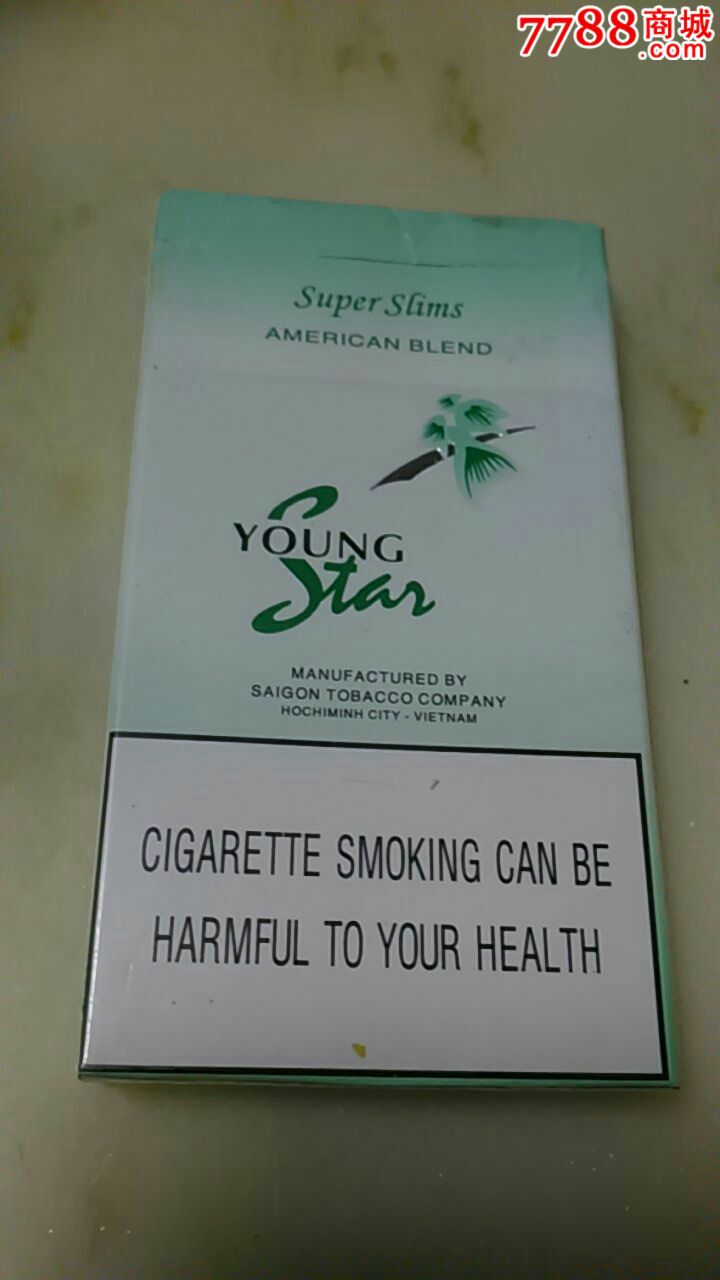 7788商城
.com
Super Slims
AMERICAN BLEND
YOUNG
Star
MANUFACTURED BY
SAIGON TOBACCO COMPANY
HOCHIMINH CITY - VIETNAM
CIGARETTE SMOKING CAN BE
HARMFUL TO YOUR HEALTH